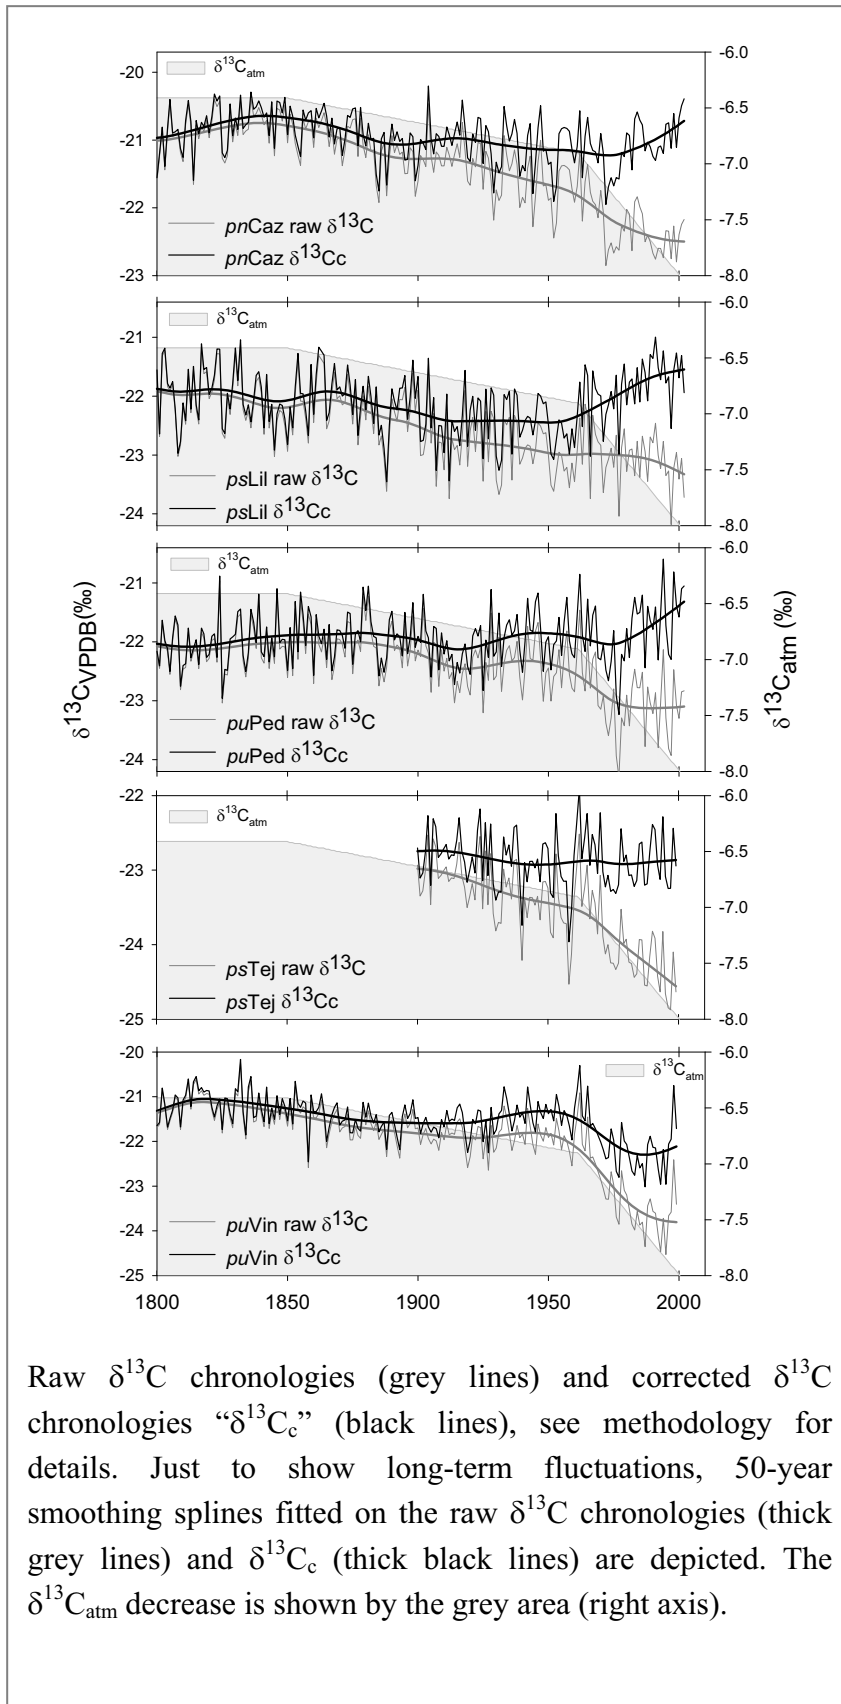 δ13Catm
-20
-21
-22
-23
-6.0
-6.5
-7.0
-7.5
-8.0
pnCaz raw δ13C
pnCaz δ13Cc
δ13Catm
-21
-22
-23
-24
-6.0
-6.5
-7.0
-7.5
-8.0
psLil raw δ13C
psLil δ13Cc
δ13Catm
-21
-22
-23
-24
-6.0
-6.5
-7.0
-7.5
-8.0
puPed raw δ13C
puPed δ13Cc
δ13CVPDB(‰)
δ13Catm (‰)
δ13Catm
-22
-23
-24
-25
-6.0
-6.5
-7.0
-7.5
-8.0
psTej raw δ13C
psTej δ13Cc
δ13Catm
-20
-21
-22
-23
-24
-25
-6.0
-6.5
-7.0
-7.5
-8.0
puVin raw δ13C
puVin δ13Cc
1800 1850 1900 1950 2000
Raw δ13C chronologies (grey lines) and corrected δ13C
chronologies “δ13Cc” (black lines), see methodology for
details. Just to show long-term fluctuations, 50-year
smoothing splines fitted on the raw δ13C chronologies (thick
grey lines) and δ13Cc (thick black lines) are depicted. The
δ13Catm decrease is shown by the grey area (right axis).